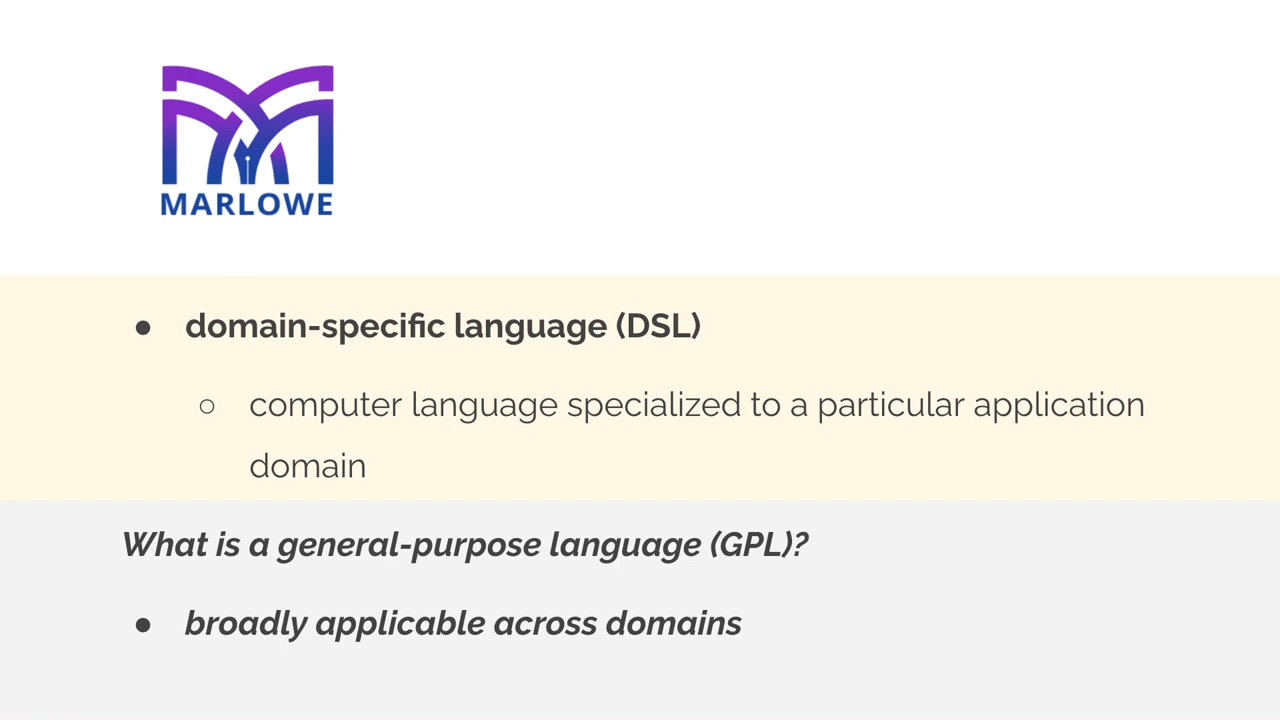 MARLOWE
● domain-specific language (DSL)
○ computer language specialized to a particular application
domain
What is a general-purpose language (GPL)?
● broadly applicable across domains